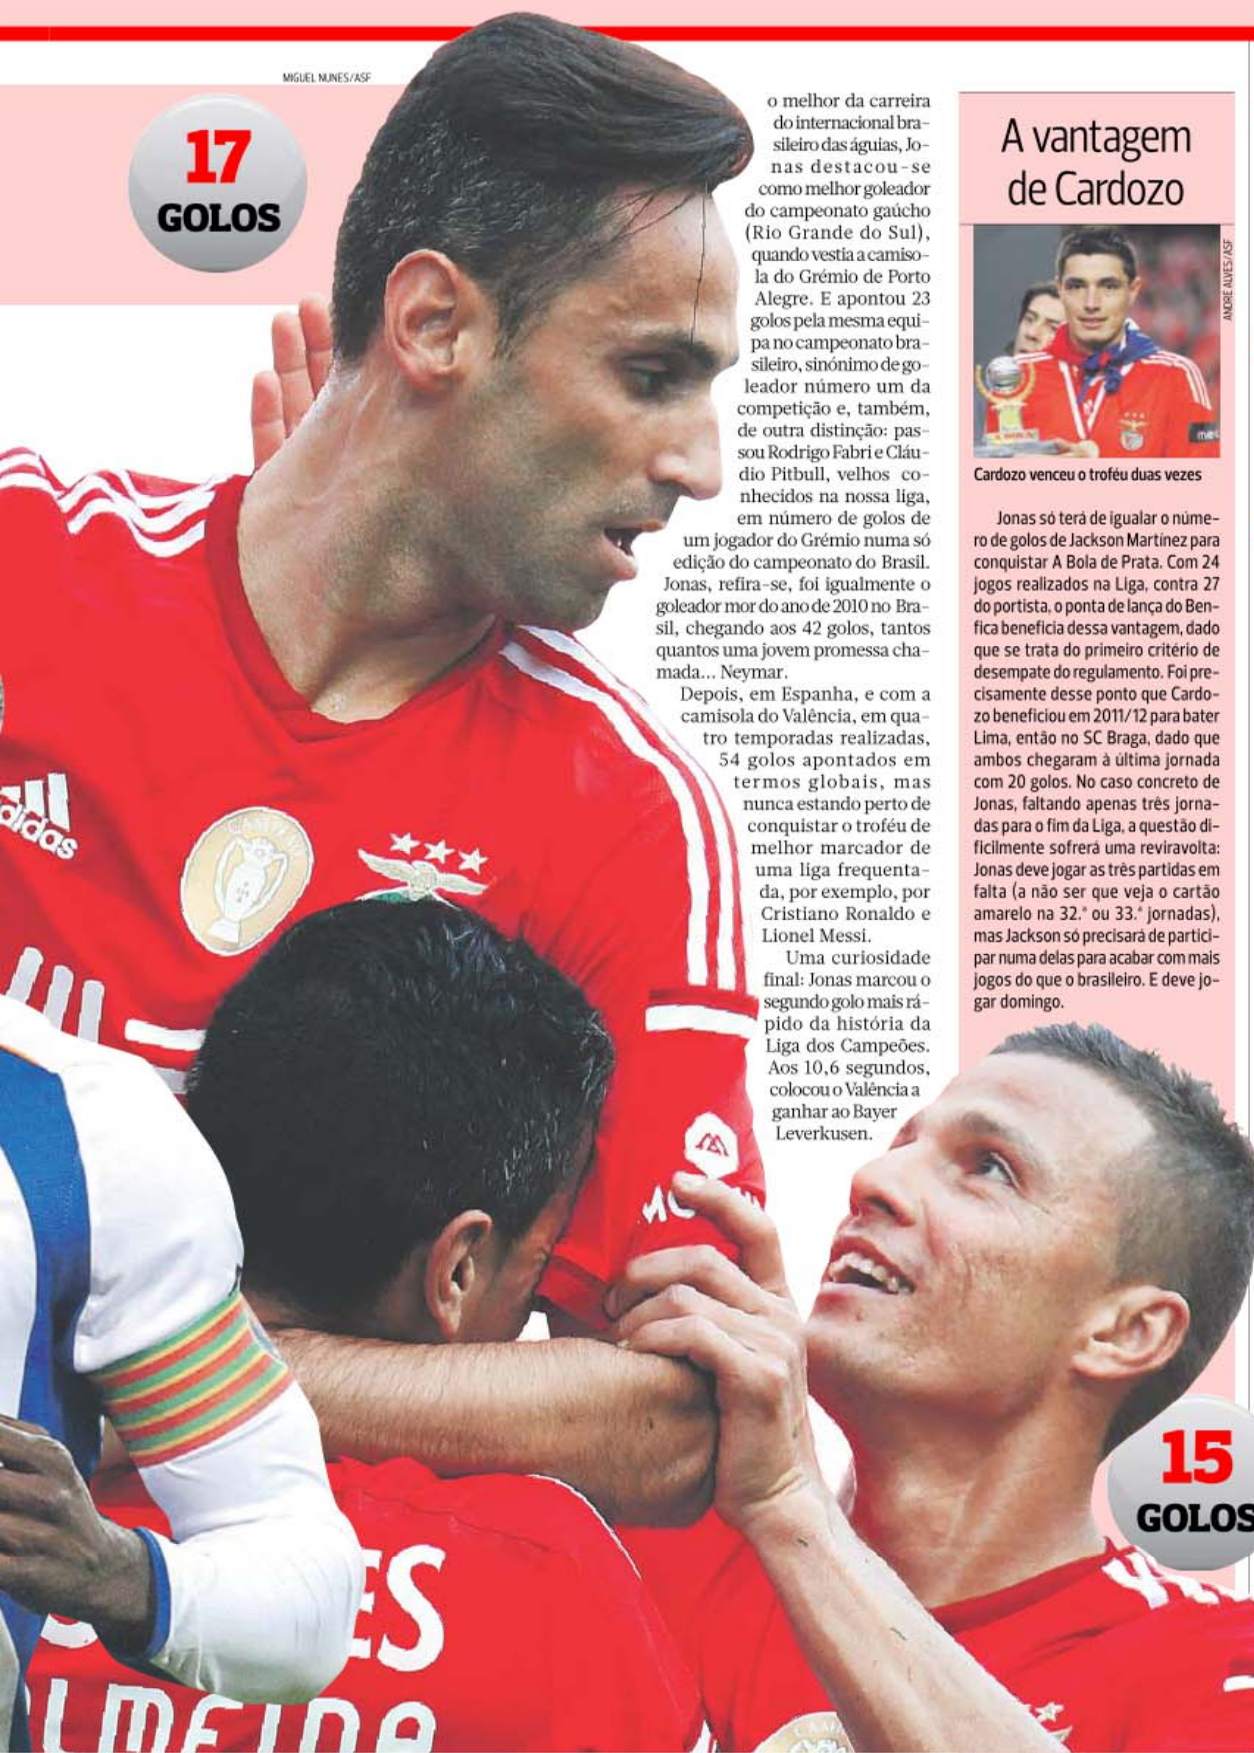 MIGUEL NUNES/ASF
17
GOLOS
o melhor da carreira
do internacional bra-
sileiro das águias, Jo-
nas destacou-se
como melhor goleador
do campeonato gaúcho
(Rio Grande do Sul),
quando vestia a camiso-
la do Grémio de Porto
Alegre. E apontou 23
golos pela mesma equi-
pa no campeonato bra-
sileiro, sinónimo de go-
leador número um da
competição e, também,
de outra distinção: pas-
sou Rodrigo Fabri e Cláu-
dio Pitbull, velhos co-
nhecidos na nossa liga,
em número de golos de
um jogador do Grémio numa só
edição do campeonato do Brasil.
Jonas, refira-se, foi igualmente o
goleador mor do ano de 2010 no Bra-
sil, chegando aos 42 golos, tantos
quantos uma jovem promessa cha-
mada... Neymar.
Depois, em Espanha, e com a
camisola do Valência, em qua-
tro temporadas realizadas,
54 golos apontados em
termos globais, mas
nunca estando perto de
conquistar o troféu de
melhor marcador de
uma liga frequenta-
da, por exemplo, por
Cristiano Ronaldo e
Lionel Messi.
Uma curiosidade
final: Jonas marcou o
segundo golo mais rá-
pido da história da
Liga dos Campeões.
Aos 10,6 segundos,
colocou o Valência a
ganhar ao Bayer
Leverkusen.
A vantagem
de Cardozo
ANDRÉ ALVES/ASF
Cardozo venceu o troféu duas vezes
Jonas só terá de igualar o núme-
ro de golos de Jackson Martínez para
conquistar A Bola de Prata. Com 24
jogos realizados na Liga, contra 27
do portista, o ponta de lança do Ben-
fica beneficia dessa vantagem, dado
que se trata do primeiro critério de
desempate do regulamento. Foi pre-
cisamente desse ponto que Cardo-
zo beneficiou em 2011/12 para bater
Lima, então no SC Braga, dado que
ambos chegaram à última jornada
com 20 golos. No caso concreto de
Jonas, faltando apenas três jorna-
das para o fim da Liga, a questão di-
ficilmente sofrerá uma reviravolta:
Jonas deve jogar as três partidas em
falta (a não ser que veja o cartão
amarelo na 32.ª ou 33.ª jornadas),
mas Jackson só precisará de partici-
par numa delas para acabar com mais
jogos do que o brasileiro. E deve jo-
gar domingo.
adidas
15
GOLOS
ES
LMEIDA